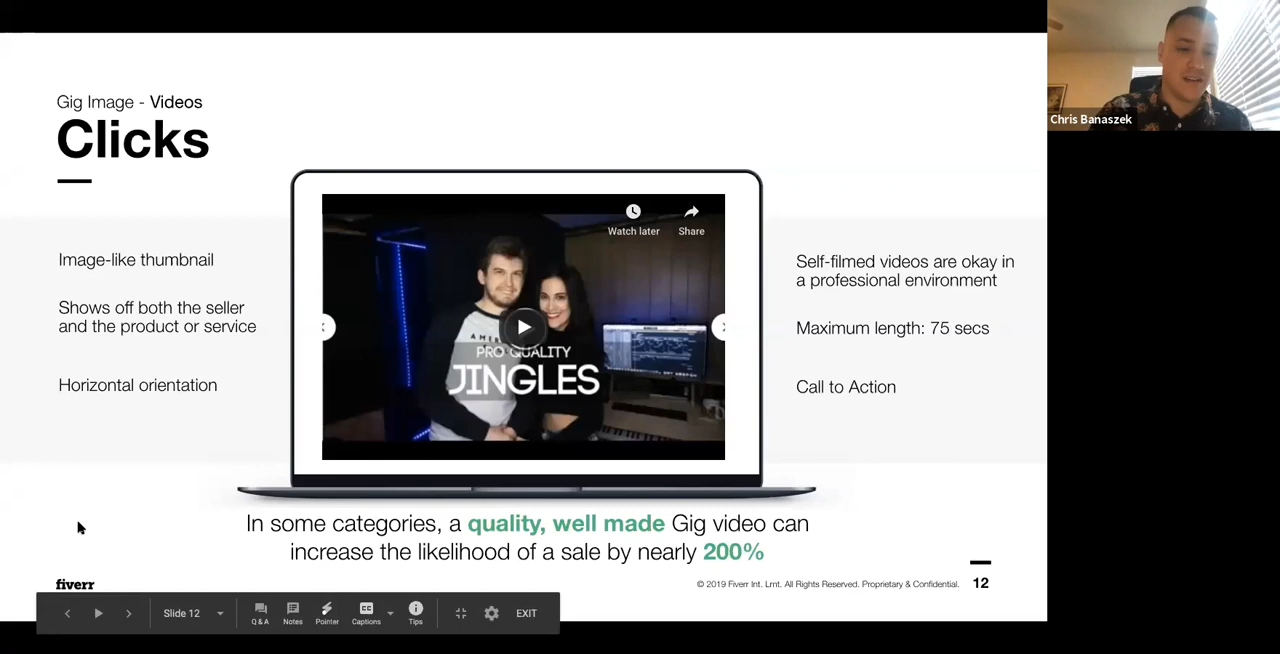 Gig Image - Videos
Clicks
Image-like thumbnail
Shows off both the seller
and the product or service
Horizontal orientation
Watch later
Share
PRO QUALITY
JINGLES
Self-filmed videos are okay in
a professional environment
Maximum length: 75 secs
Call to Action
In some categories, a quality, well made Gig video can
increase the likelihood of a sale by nearly 200%
fiverr
© 2019 Fiverr Int. Lmt. All Rights Reserved. Proprietary & Confidential.
12
Slide 12
Q & A
Notes
Pointer
CC
Captions
Tips
EXIT
Chris Banaszek